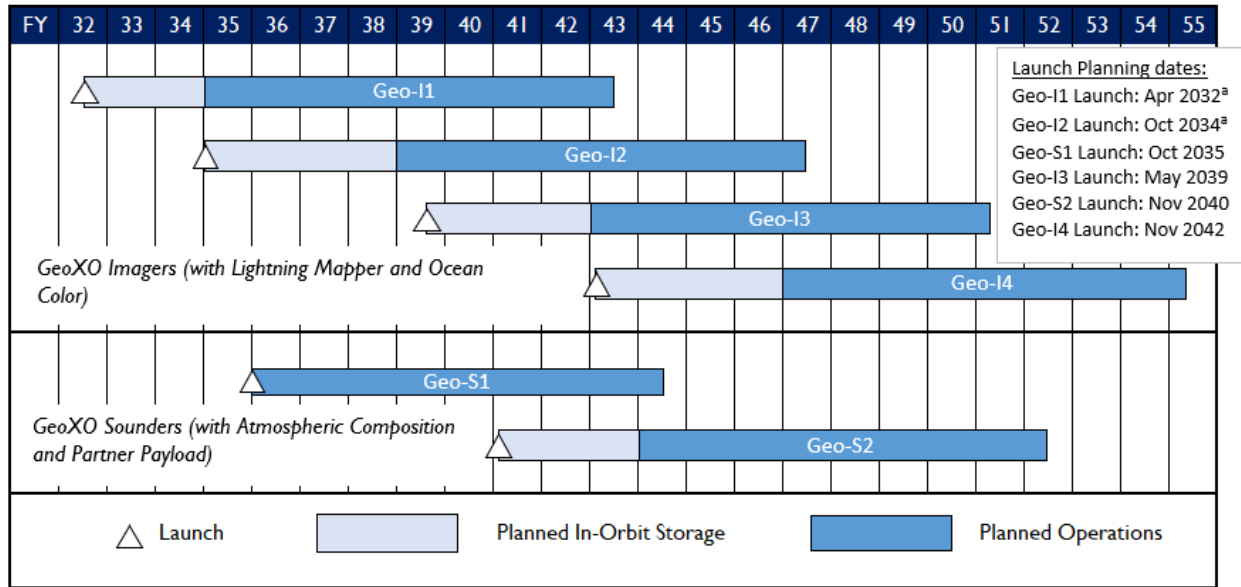 FY 32 33 34 35 36 37 38 39 40 41 42 43 44 45 46 47 48 49 50 51 52 53 54 55
Launch Planning dates:
Geo-I1 Launch: Apr 2032ᵃ
Geo-I2 Launch: Oct 2034ᵃ
Geo-S1 Launch: Oct 2035
Geo-I3 Launch: May 2039
Geo-S2 Launch: Nov 2040
Geo-I4 Launch: Nov 2042
Geo-I1
Geo-I2
Geo-I3
GeoXO Imagers (with Lightning Mapper and Ocean
Color)
Geo-I4
Geo-S1
GeoXO Sounders (with Atmospheric Composition
and Partner Payload)
Geo-S2
Launch
Planned In-Orbit Storage
Planned Operations